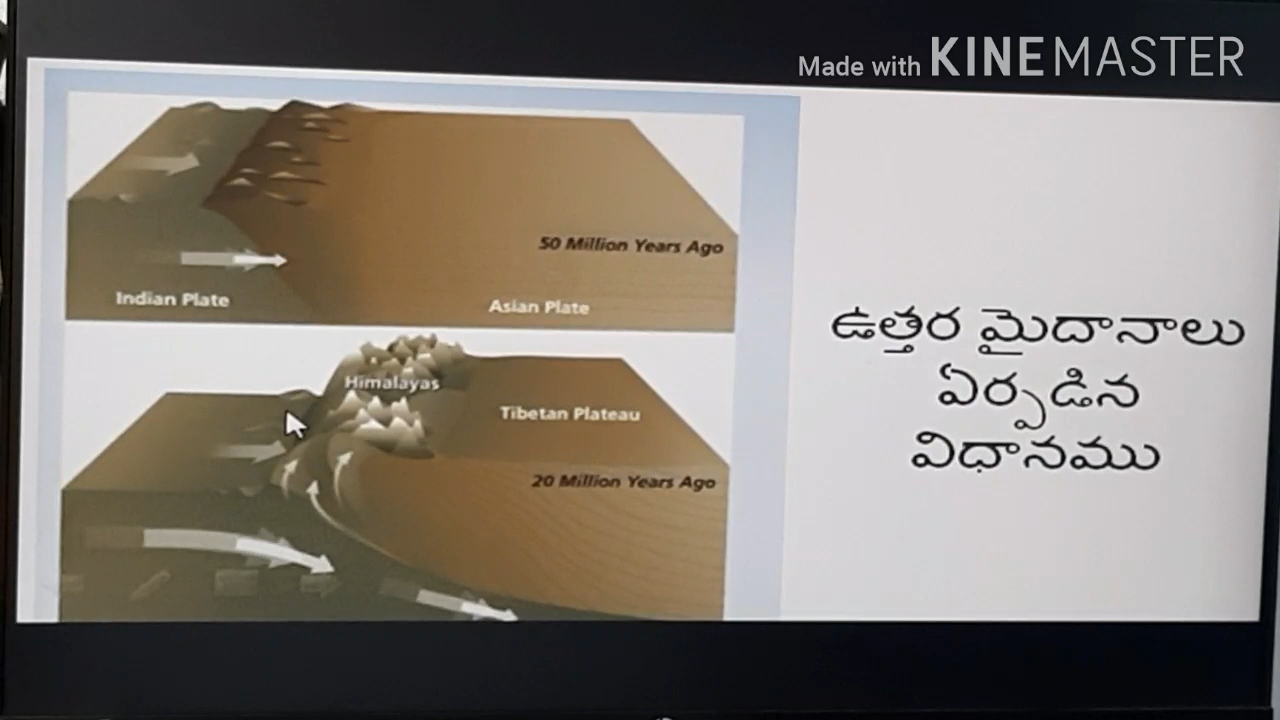 Made with KINEMASTER
50 Million Years Ago
Indian Plate
Asian Plate
Himalayas
Tibetan Plateau
20 Million Years Ago
ఉత్తర మైదానాలు
ఏర్పడిన
విధానము